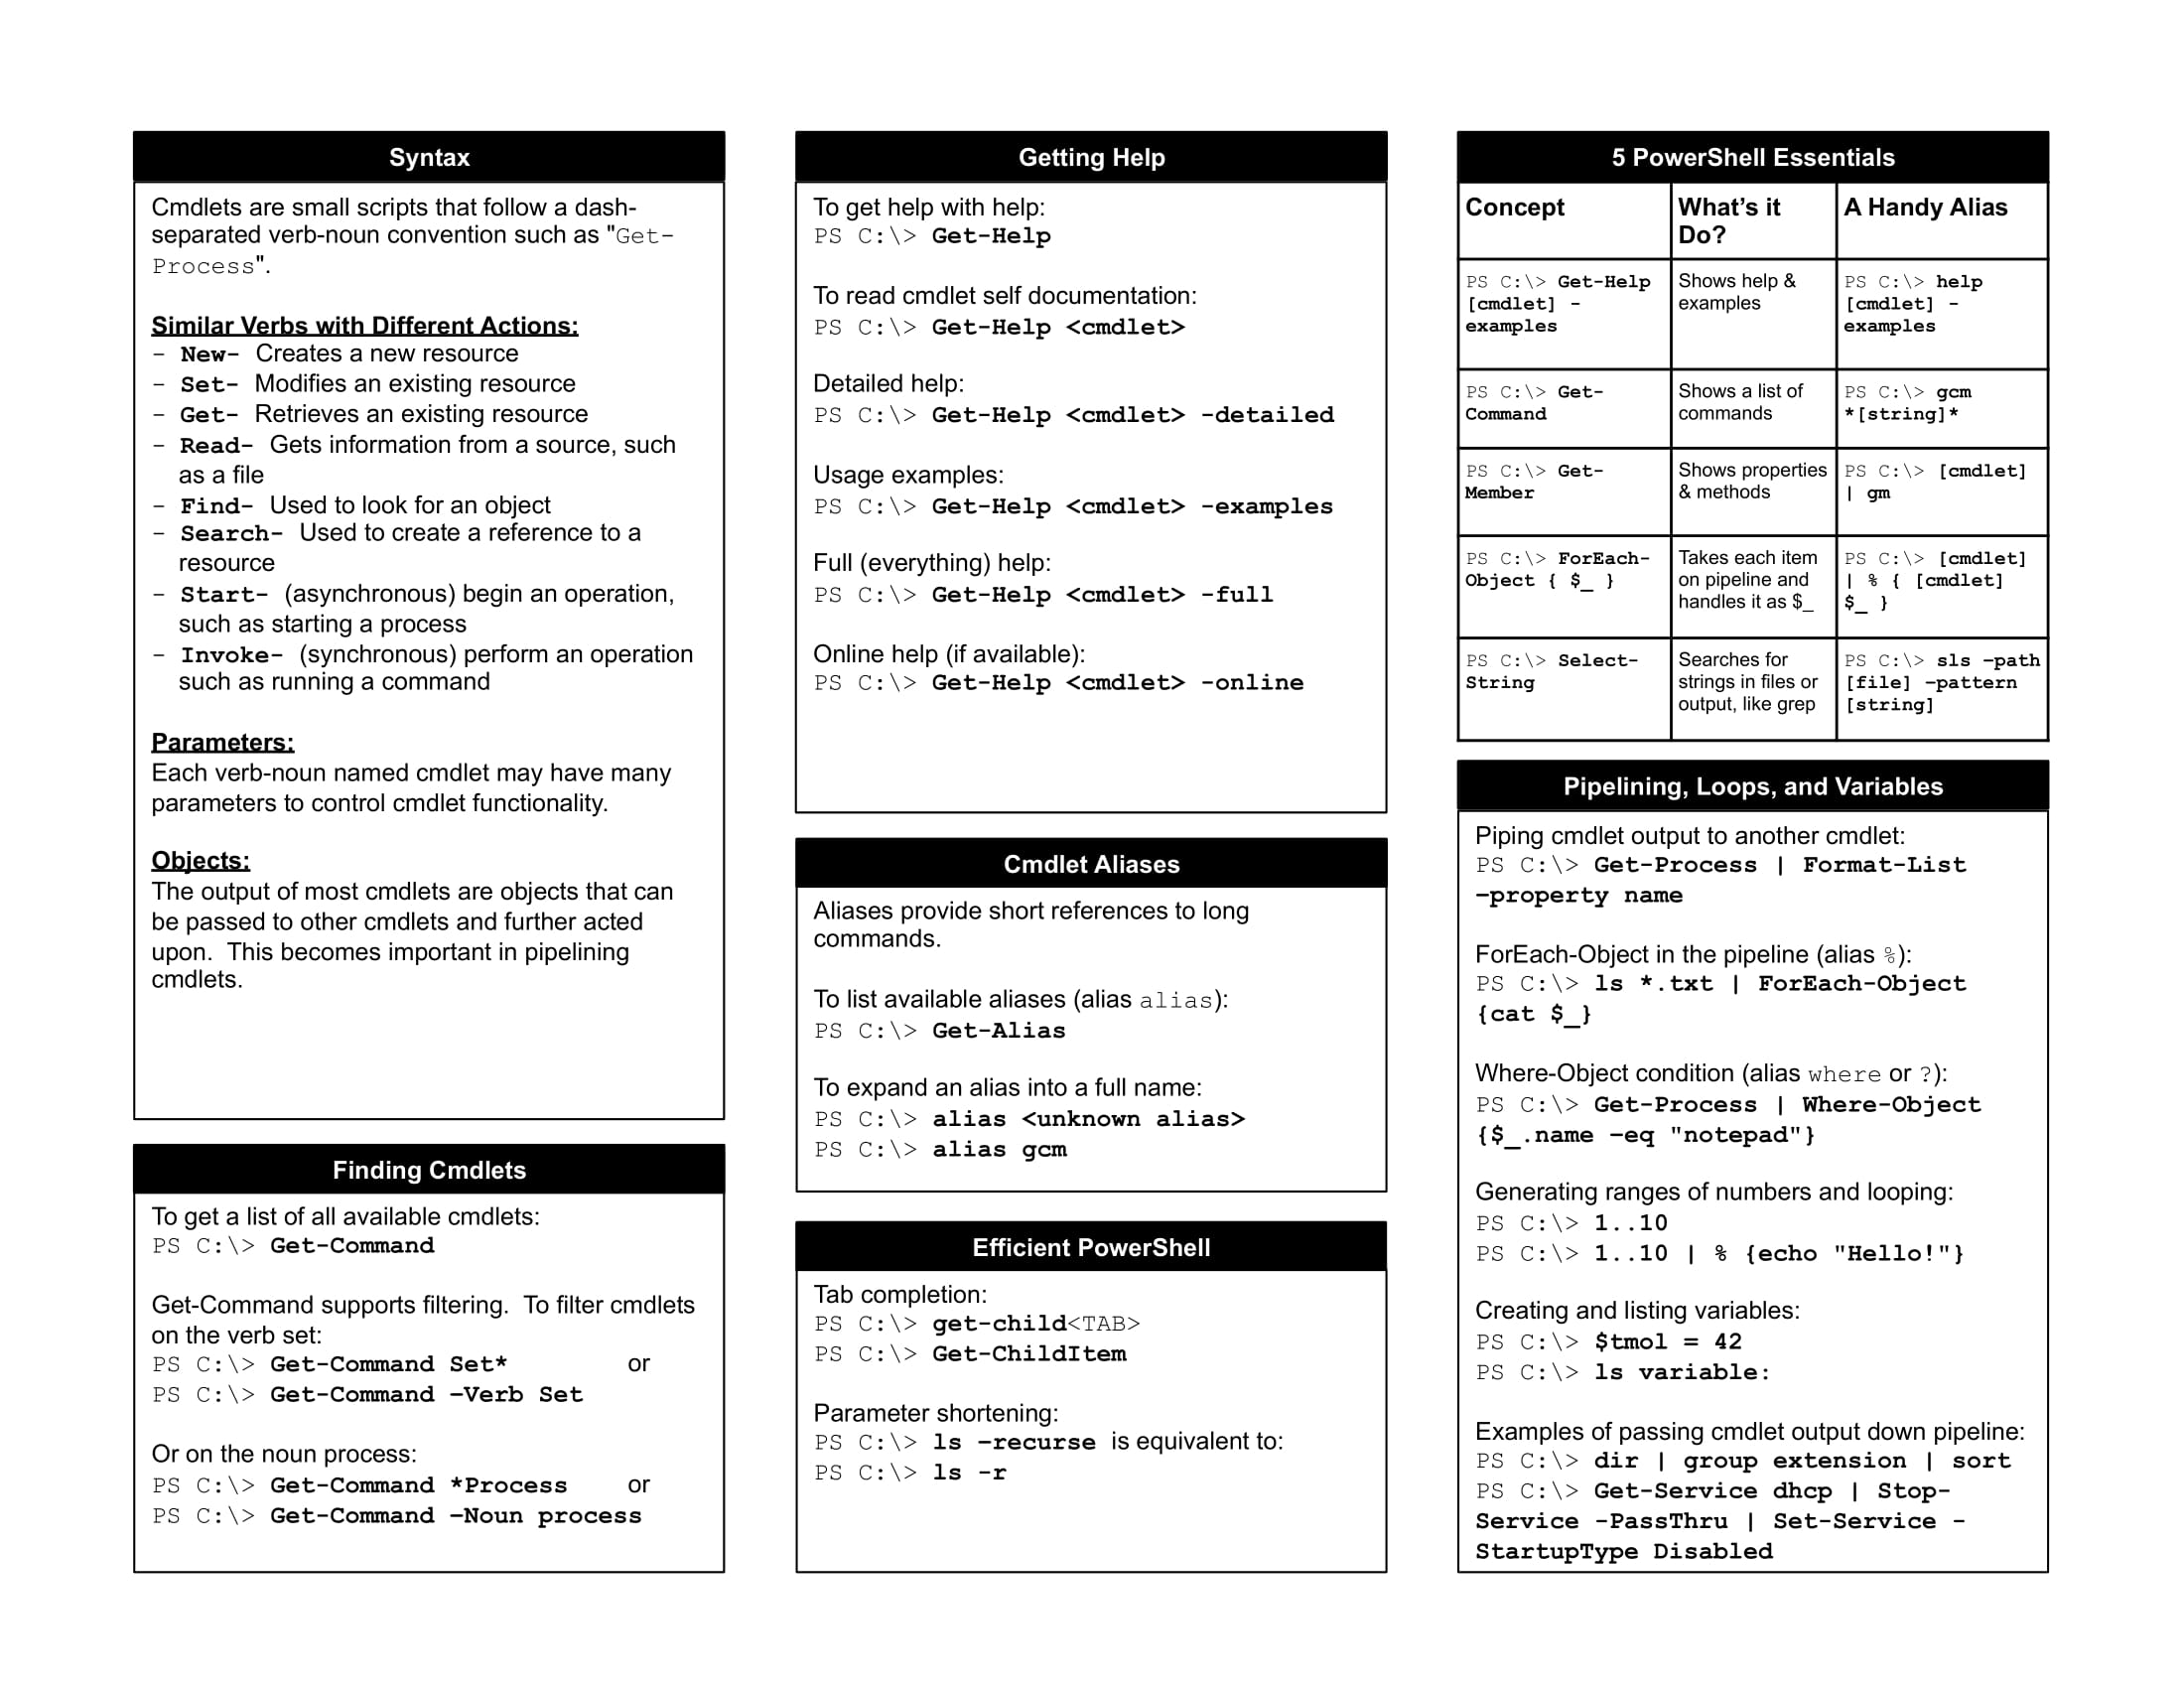 Syntax
Cmdlets are small scripts that follow a dash-
separated verb-noun convention such as "Get-
Process".
Similar Verbs with Different Actions:
- New- Creates a new resource
- Set- Modifies an existing resource
- Get- Retrieves an existing resource
- Read- Gets information from a source, such
as a file
- Find- Used to look for an object
- Search- Used to create a reference to a
resource
- Start- (asynchronous) begin an operation,
such as starting a process
- Invoke- (synchronous) perform an operation
such as running a command
Parameters:
Each verb-noun named cmdlet may have many
parameters to control cmdlet functionality.
Objects:
The output of most cmdlets are objects that can
be passed to other cmdlets and further acted
upon. This becomes important in pipelining
cmdlets.
Finding Cmdlets
To get a list of all available cmdlets:
PS C:\> Get-Command
Get-Command supports filtering. To filter cmdlets
on the verb set:
PS C:\> Get-Command Set* or
PS C:\> Get-Command –Verb Set
Or on the noun process:
PS C:\> Get-Command *Process or
PS C:\> Get-Command –Noun process
Getting Help
To get help with help:
PS C:\> Get-Help
To read cmdlet self documentation:
PS C:\> Get-Help <cmdlet>
Detailed help:
PS C:\> Get-Help <cmdlet> -detailed
Usage examples:
PS C:\> Get-Help <cmdlet> -examples
Full (everything) help:
PS C:\> Get-Help <cmdlet> -full
Online help (if available):
PS C:\> Get-Help <cmdlet> -online
Cmdlet Aliases
Aliases provide short references to long
commands.
To list available aliases (alias alias):
PS C:\> Get-Alias
To expand an alias into a full name:
PS C:\> alias <unknown alias>
PS C:\> alias gcm
Efficient PowerShell
Tab completion:
PS C:\> get-child<TAB>
PS C:\> Get-ChildItem
Parameter shortening:
PS C:\> ls –recurse is equivalent to:
PS C:\> ls -r
5 PowerShell Essentials
Concept
What's it
Do?
A Handy Alias
PS C:\> Get-Help
[cmdlet] -
examples
Shows help &
examples
PS C:\> help
[cmdlet] -
examples
PS C:\> Get-
Command
Shows a list of
commands
PS C:\> gcm
*[string]*
PS C:\> Get-
Member
Shows properties
& methods
PS C:\> [cmdlet]
| gm
PS C:\> ForEach-
Object { $_ }
Takes each item
on pipeline and
handles it as $_
PS C:\> [cmdlet]
| % { [cmdlet]
$_ }
PS C:\> Select-
String
Searches for
strings in files or
output, like grep
PS C:\> sls –path
[file] –pattern
[string]
Pipelining, Loops, and Variables
Piping cmdlet output to another cmdlet:
PS C:\> Get-Process | Format-List
–property name
ForEach-Object in the pipeline (alias %):
PS C:\> ls *.txt | ForEach-Object
{cat $_}
Where-Object condition (alias where or ?):
PS C:\> Get-Process | Where-Object
{$_.name –eq "notepad"}
Generating ranges of numbers and looping:
PS C:\> 1..10
PS C:\> 1..10 | % {echo "Hello!"}
Creating and listing variables:
PS C:\> $tmol = 42
PS C:\> ls variable:
Examples of passing cmdlet output down pipeline:
PS C:\> dir | group extension | sort
PS C:\> Get-Service dhcp | Stop-
Service -PassThru | Set-Service -
StartupType Disabled